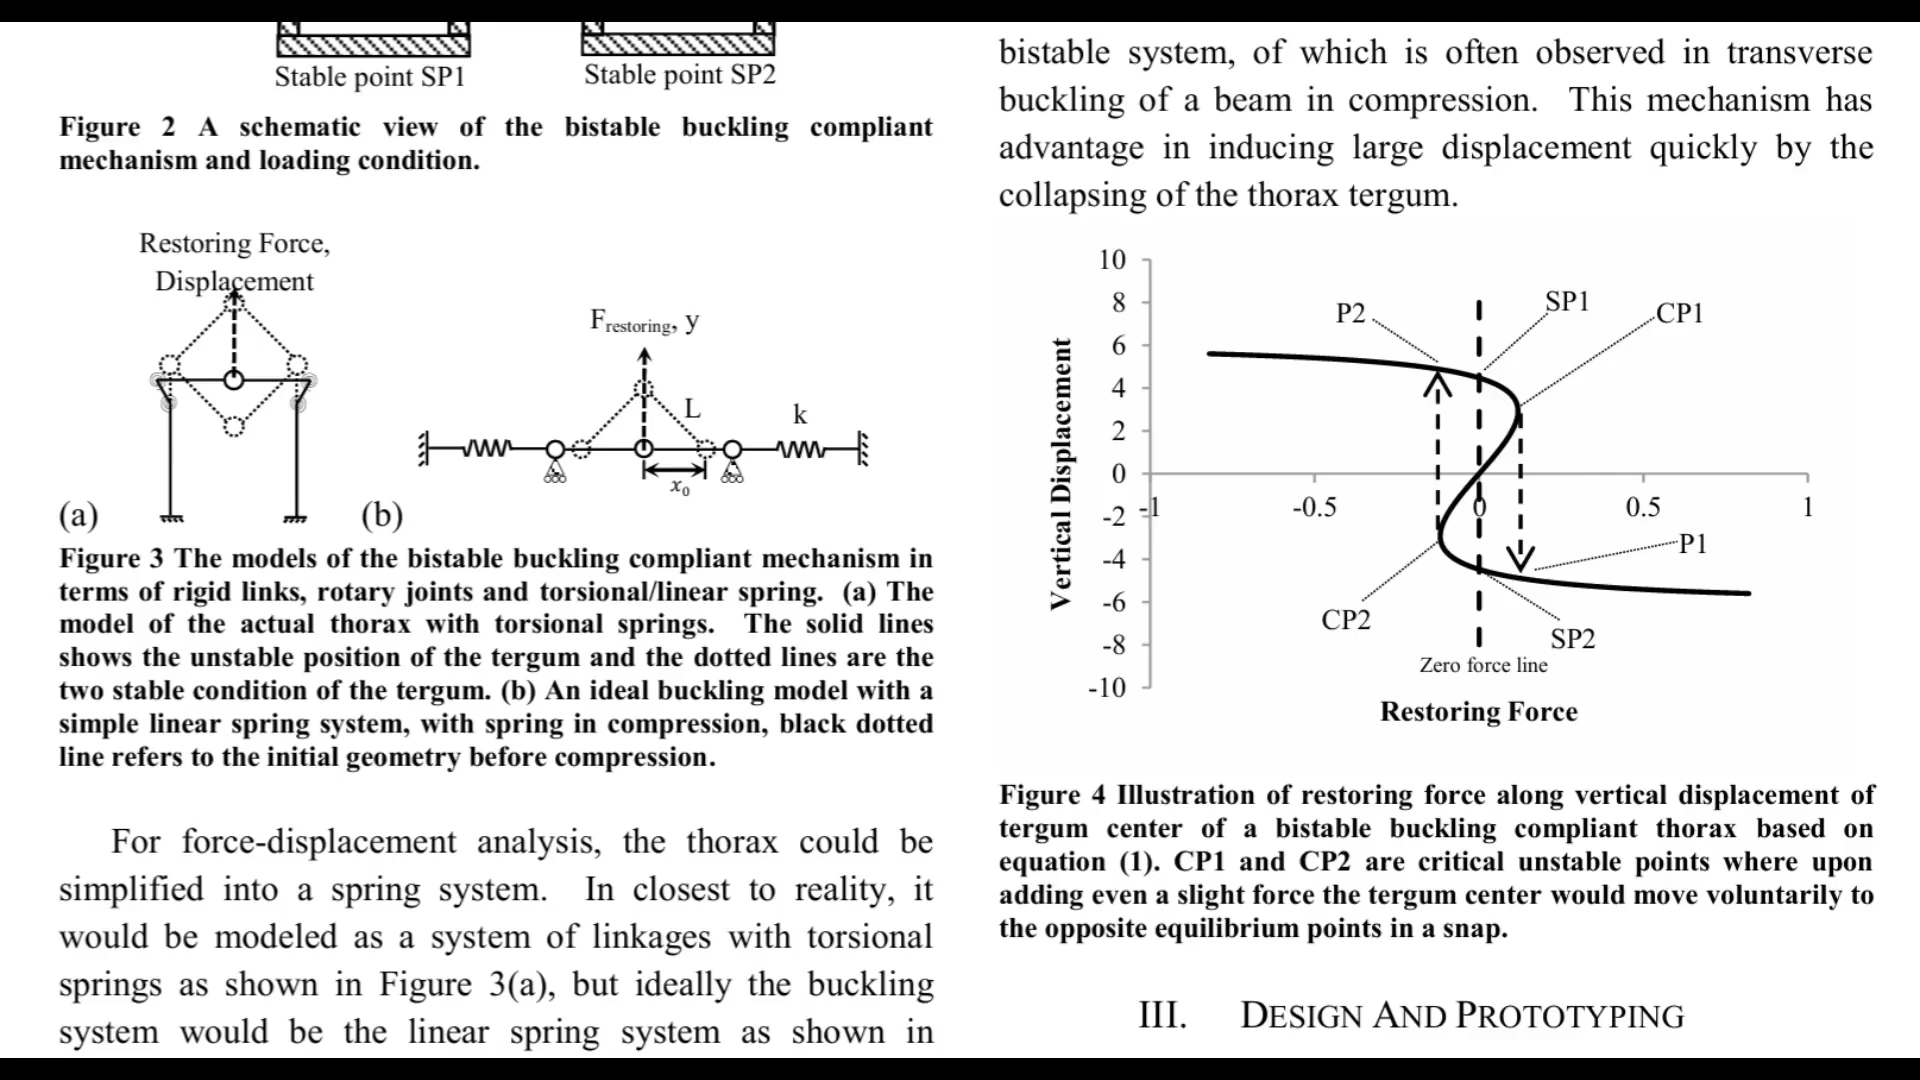 Stable point SP1
Stable point SP2
Figure 2 A schematic view of the bistable buckling compliant
mechanism and loading condition.
Restoring Force,
Displacement
(a)
Frestoring, y
L
k
x0
(b)
Figure 3 The models of the bistable buckling compliant mechanism in
terms of rigid links, rotary joints and torsional/linear spring. (a) The
model of the actual thorax with torsional springs. The solid lines
shows the unstable position of the tergum and the dotted lines are the
two stable condition of the tergum. (b) An ideal buckling model with a
simple linear spring system, with spring in compression, black dotted
line refers to the initial geometry before compression.
For force-displacement analysis, the thorax could be
simplified into a spring system. In closest to reality, it
would be modeled as a system of linkages with torsional
springs as shown in Figure 3(a), but ideally the buckling
system would be the linear spring system as shown in
bistable system, of which is often observed in transverse
buckling of a beam in compression. This mechanism has
advantage in inducing large displacement quickly by the
collapsing of the thorax tergum.
Vertical Displacement
10
8
6
4
2
0
-2
-4
-6
-8
-10
-1
-0.5
0
0.5
1
P2
SP1
CP1
P1
CP2
SP2
Zero force line
Restoring Force
Figure 4 Illustration of restoring force along vertical displacement of
tergum center of a bistable buckling compliant thorax based on
equation (1). CP1 and CP2 are critical unstable points where upon
adding even a slight force the tergum center would move voluntarily to
the opposite equilibrium points in a snap.
III. DESIGN AND PROTOTYPING